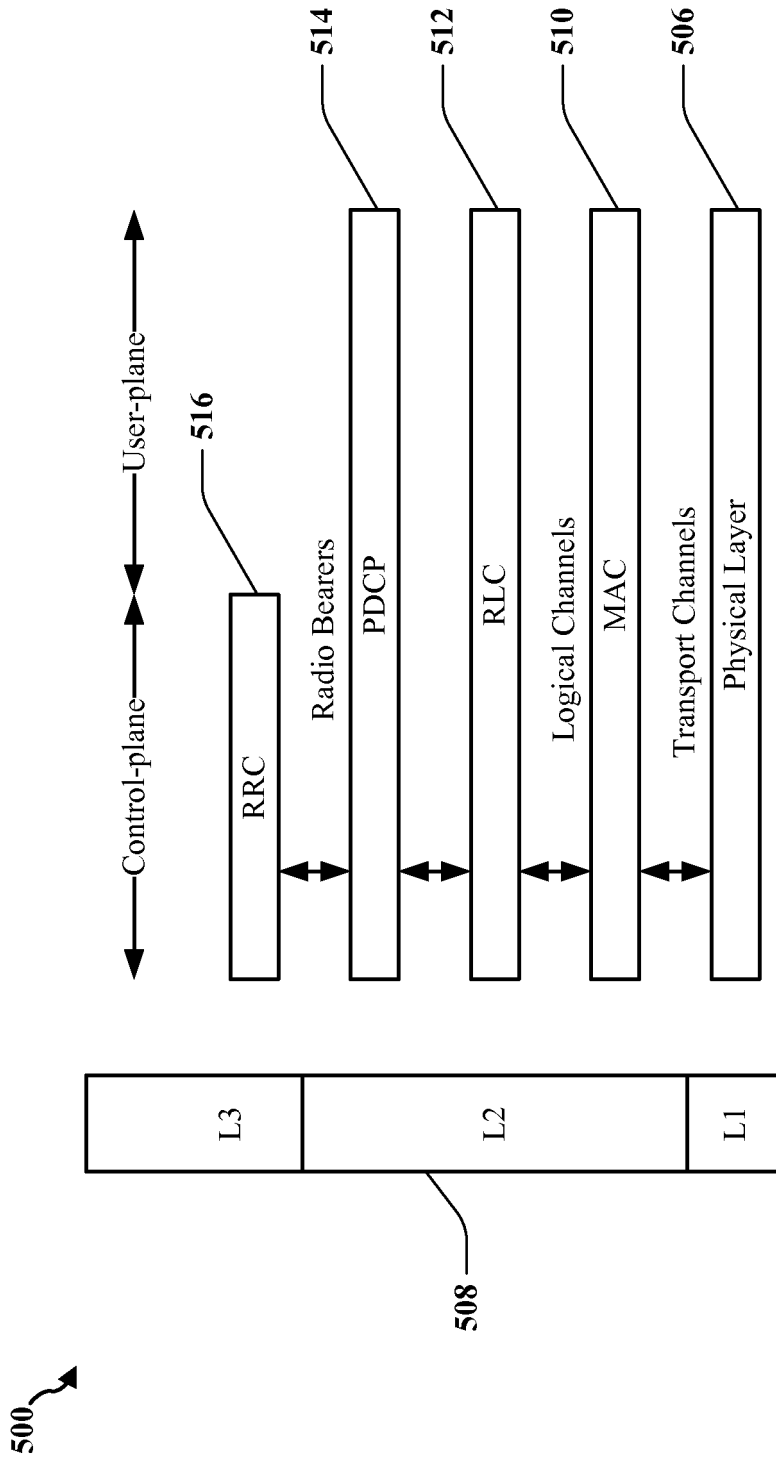 500
Control-plane
User-plane
516
RRC
L3
Radio Bearers
514
PDCP
512
RLC
L2
508
Logical Channels
510
MAC
Transport Channels
506
Physical Layer
L1